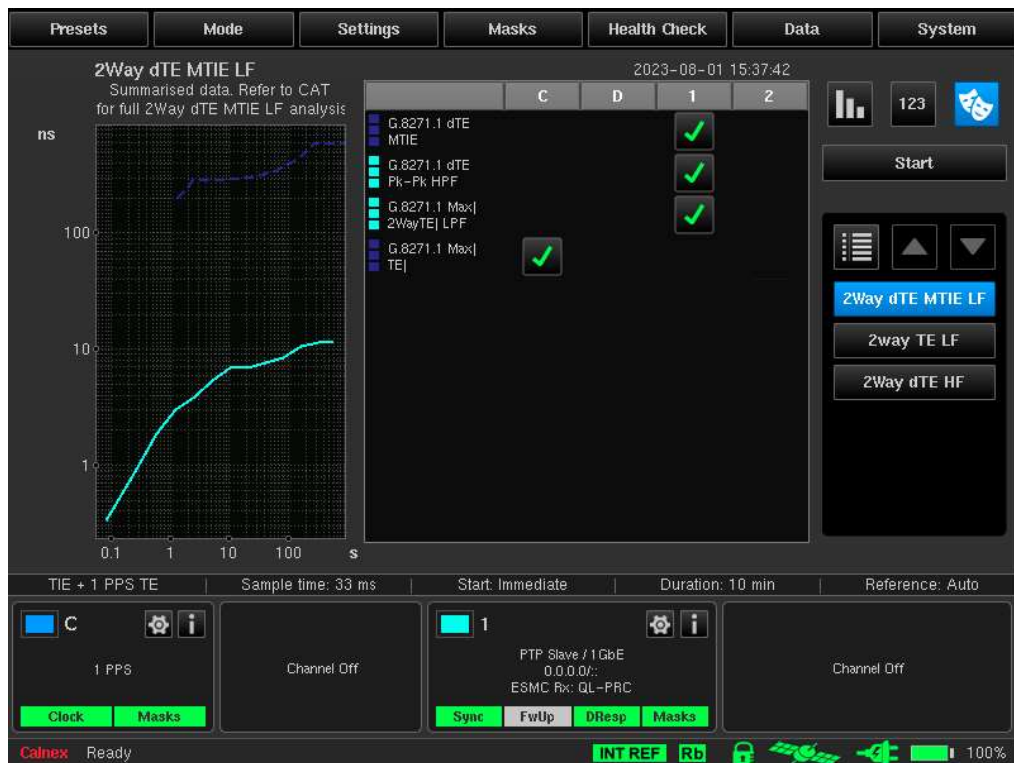 Presets Mode Settings Masks Health Check Data System
2Way dTE MTIE LF
Summarised data. Refer to CAT
for full 2Way dTE MTIE LF analysis
ns
100
10
1
0.1 1 10 100 s
2023-08-01 15:37:42
C D 1 2
G.8271.1 dTE
MTIE
G.8271.1 dTE
Pk-Pk HPF
G.8271.1 Max|
2WayTE| LPF
G.8271.1 Max|
TE|
123
Start
2Way dTE MTIE LF
2way TE LF
2Way dTE HF
TIE + 1 PPS TE | Sample time: 33 ms | Start: Immediate | Duration: 10 min | Reference: Auto
C
1 PPS
Clock Masks
Channel Off
1
PTP Slave / 1GbE
0.0.0.0/::
ESMC Rx: QL-PRC
Sync FwUp DResp Masks
Channel Off
Calnex Ready INT REF Rb 100%